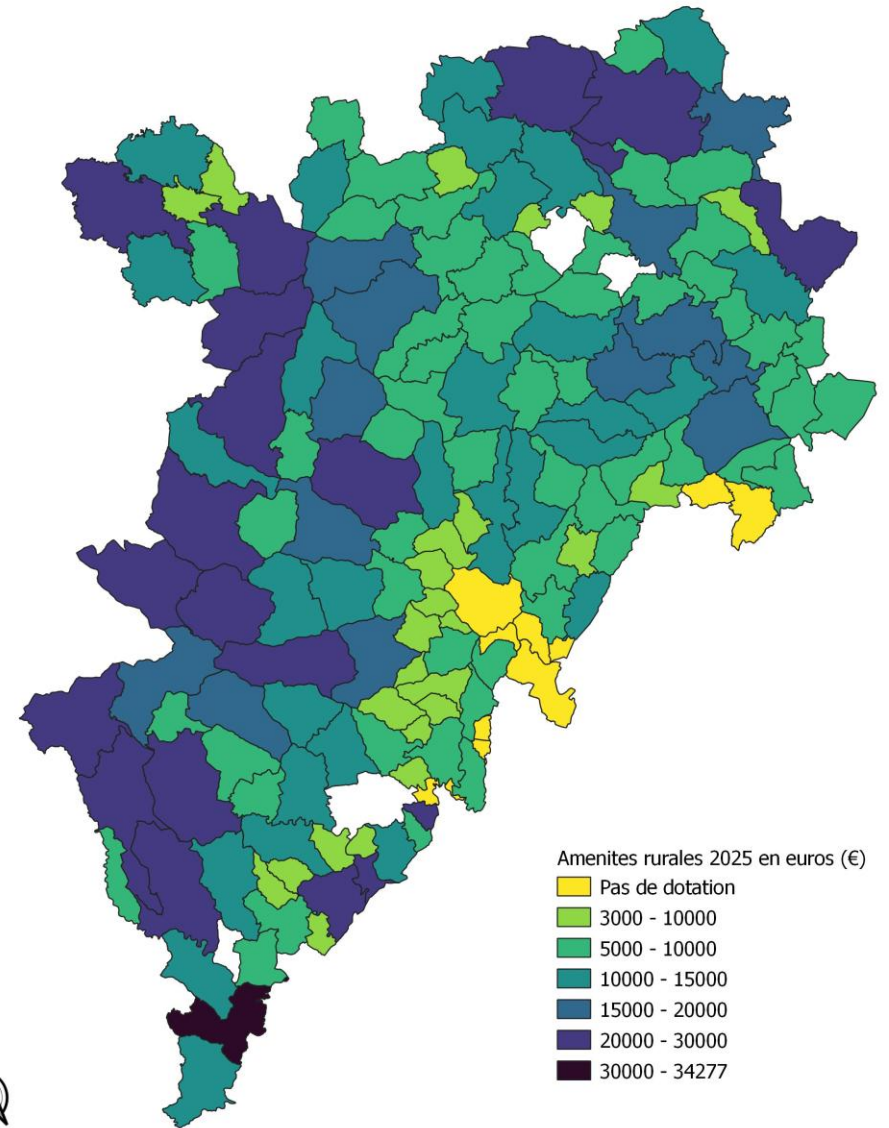 Amenites rurales 2025 en euros (€)
Pas de dotation
3000 - 10000
5000 - 10000
10000 - 15000
15000 - 20000
20000 - 30000
30000 - 34277